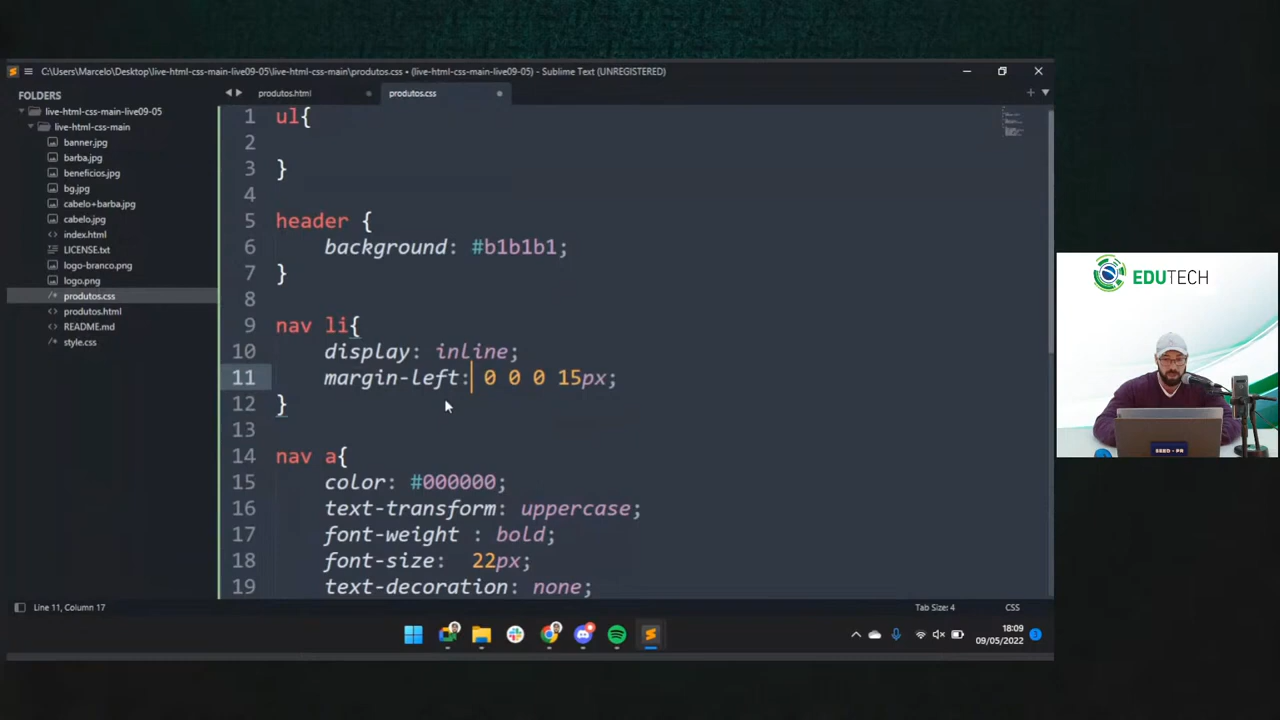 C:\Users\Marcelo\Desktop\live-html-css-main-live09-05\live-html-css-main\produtos.css • (live-html-css-main-live09-05) - Sublime Text (UNREGISTERED)
FOLDERS
live-html-css-main-live09-05
live-html-css-main
banner.jpg
barba.jpg
beneficios.jpg
bg.jpg
cabelo+barba.jpg
cabelo.jpg
index.html
LICENSE.txt
logo-branco.png
logo.png
produtos.css
produtos.html
README.md
style.css
produtos.html
produtos.css
1 ul{
2
3 }
4
5 header {
6 background: #b1b1b1;
7 }
8
9 nav li{
10 display: inline;
11 margin-left: 0 0 0 15px;
12 }
13
14 nav a{
15 color: #000000;
16 text-transform: uppercase;
17 font-weight : bold;
18 font-size:  22px;
19 text-decoration: none;
Line 11, Column 17
Tab Size: 4
CSS
18:09
09/05/2022
3
EDUTECH
SEED - PR